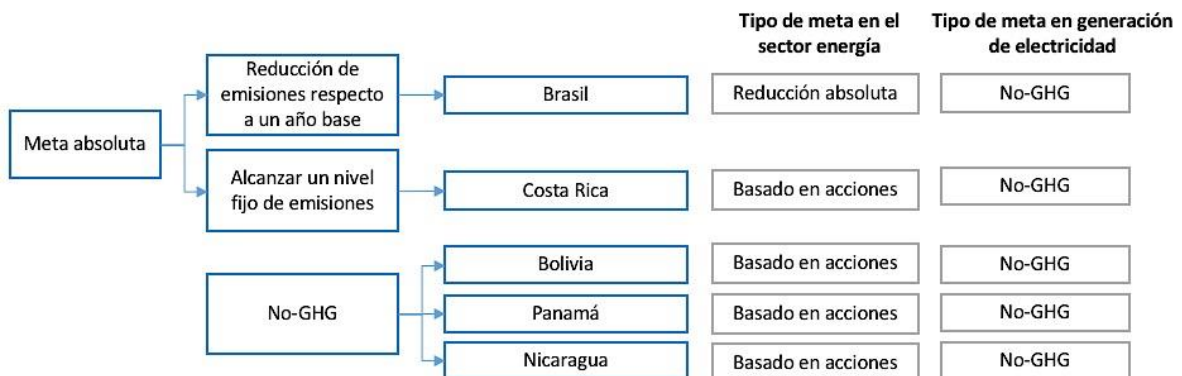 Tipo de meta en el
sector energía
Tipo de meta en generación
de electricidad
Meta absoluta
Reducción de
emisiones respecto
a un año base
Brasil
Reducción absoluta
No-GHG
Alcanzar un nivel
fijo de emisiones
Costa Rica
Basado en acciones
No-GHG
No-GHG
Bolivia
Basado en acciones
No-GHG
Panamá
Basado en acciones
No-GHG
Nicaragua
Basado en acciones
No-GHG